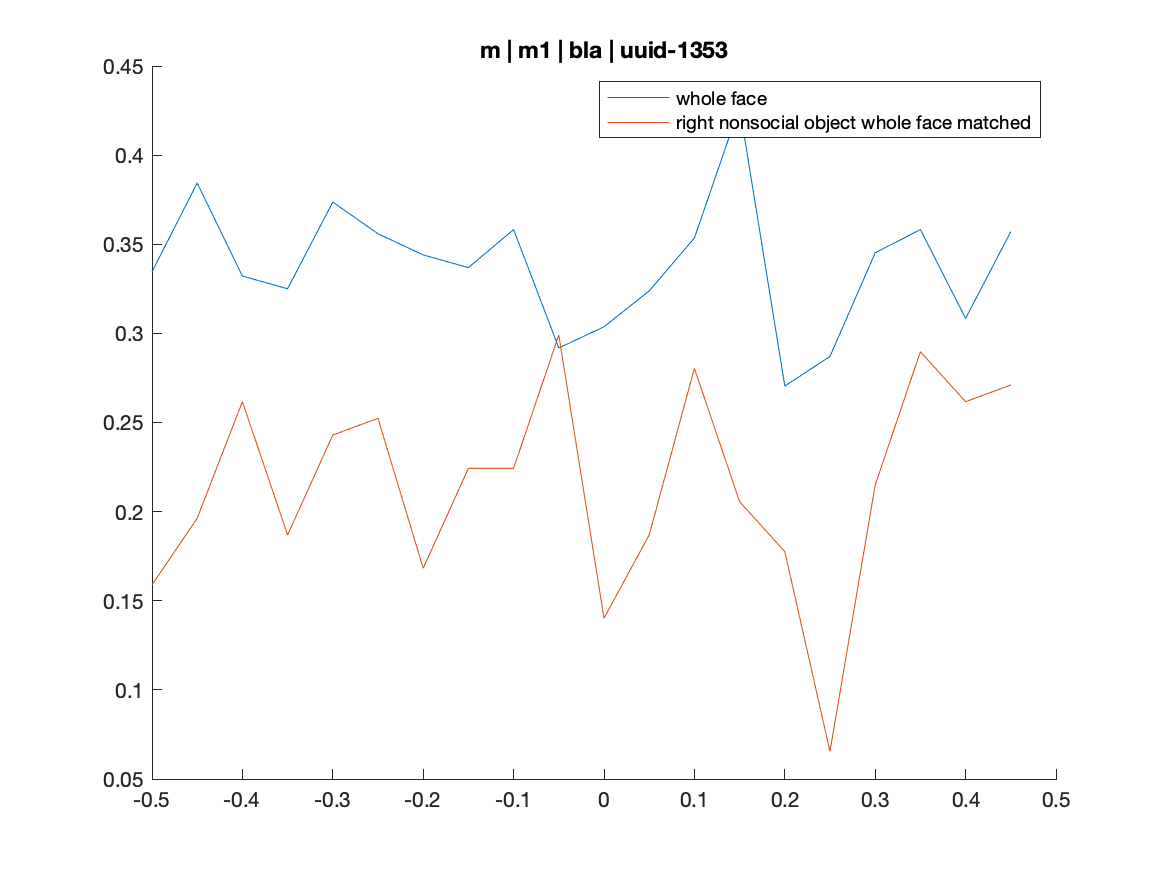 m | m1 | bla | uuid-1353
0.45
whole face
right nonsocial object whole face matched
0.4
0.35
0.3
0.25
0.2
0.15
0.1
0.05
-0.5 -0.4 -0.3 -0.2 -0.1 0 0.1 0.2 0.3 0.4 0.5